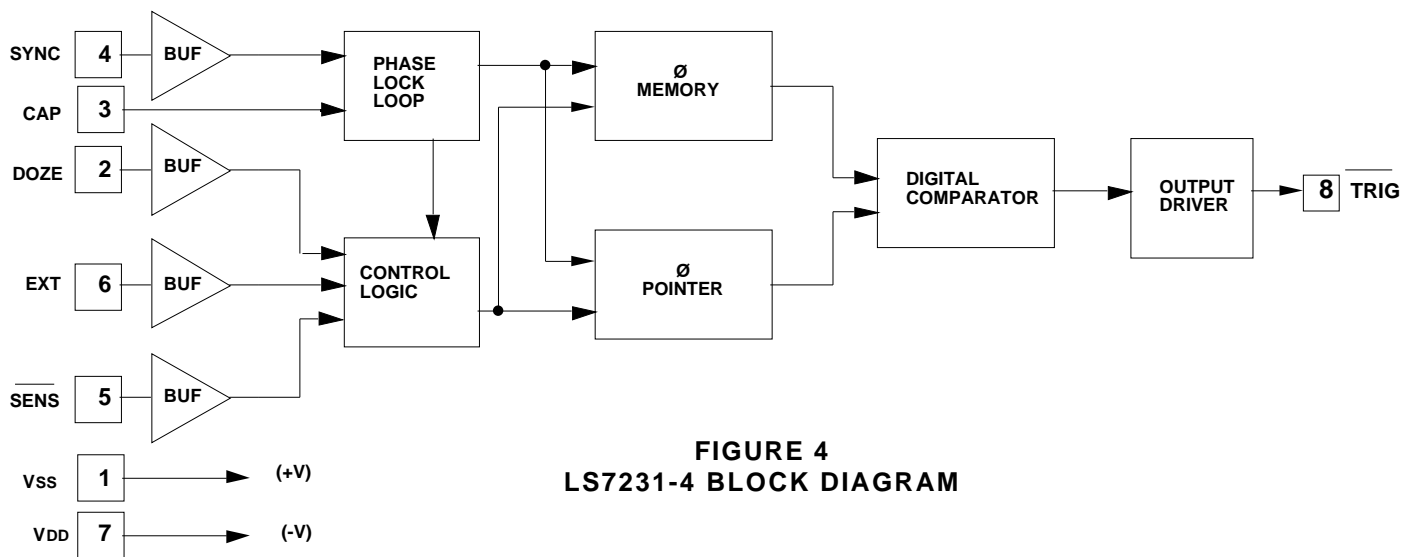 SYNC 4 BUF
CAP 3
DOZE 2 BUF
EXT 6 BUF
SENS 5 BUF
VSS 1 (+V)
VDD 7 (-V)
PHASE
LOCK
LOOP
CONTROL
LOGIC
Ø
MEMORY
Ø
POINTER
DIGITAL
COMPARATOR
OUTPUT
DRIVER
8 TRIG
FIGURE 4
LS7231-4 BLOCK DIAGRAM